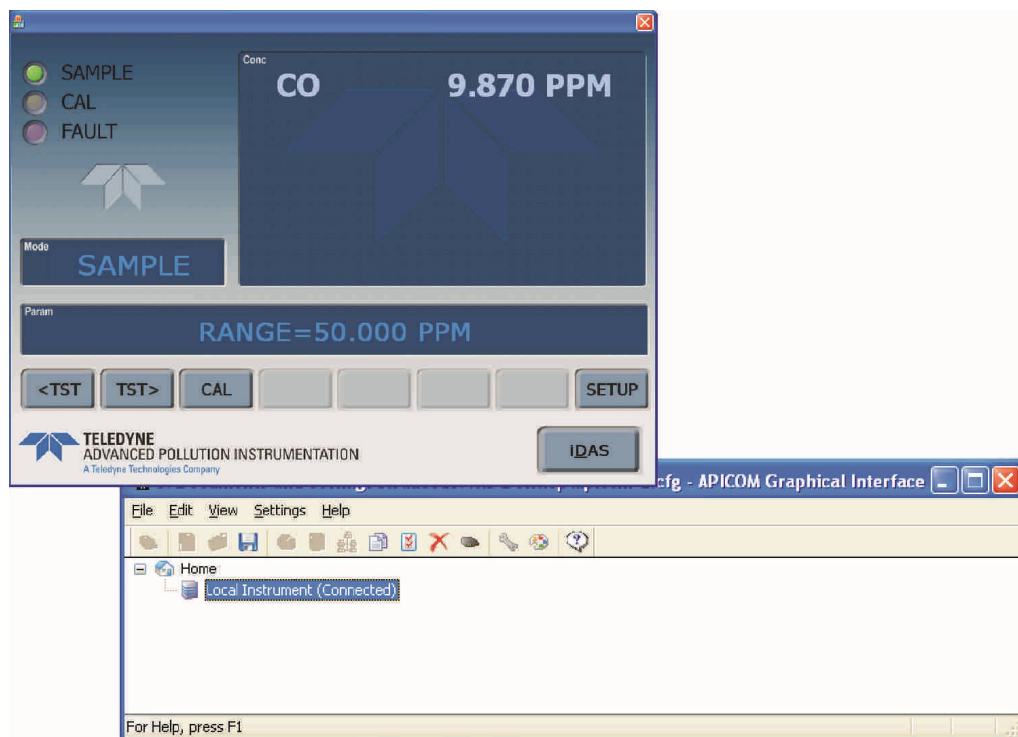 SAMPLE
CAL
FAULT
Conc
CO 9.870 PPM
Mode
SAMPLE
Param
RANGE=50.000 PPM
<TST TST> CAL SETUP
TELEDYNE
ADVANCED POLLUTION INSTRUMENTATION
A Teledyne Technologies Company
iDAS
cfg - APICOM Graphical Interface
File Edit View Settings Help
Home
Local Instrument (Connected)
For Help, press F1